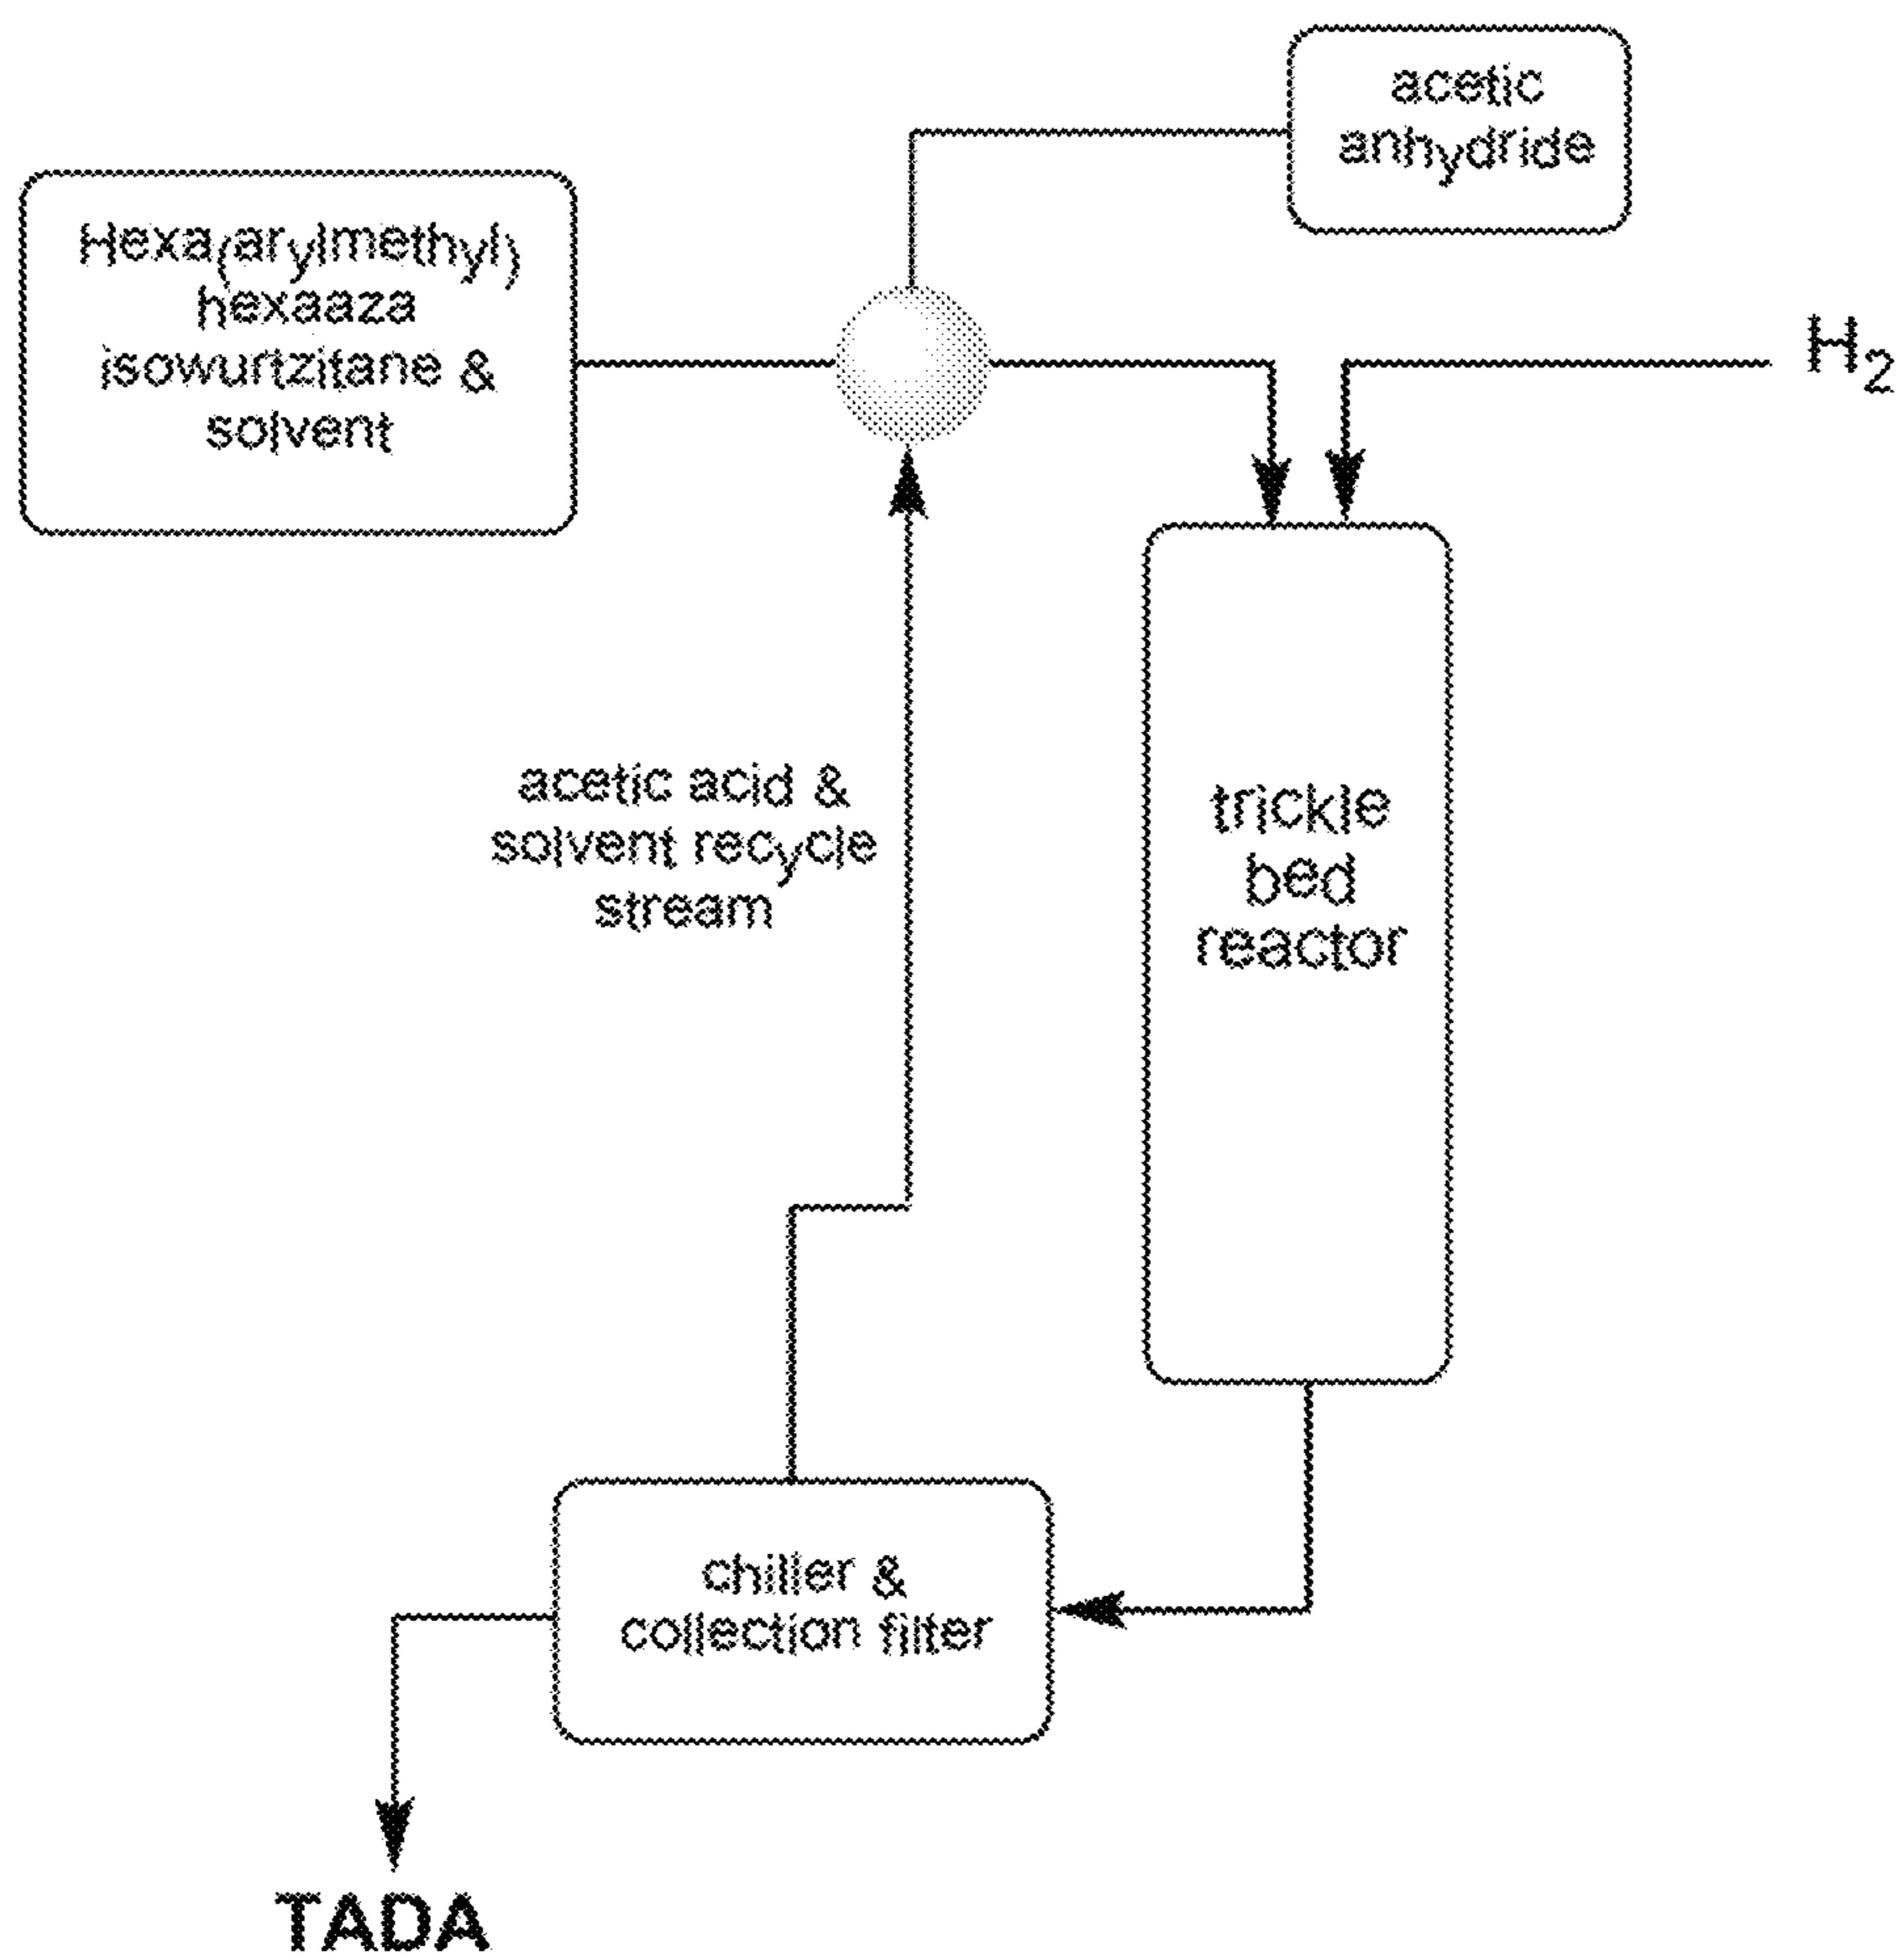 acetic
anhydride
Hexa(arylmethyl)
hexaaza
isowurtzitane &
solvent
H2
acetic acid &
solvent recycle
stream
trickle
bed
reactor
chiller &
collection filter
TADA